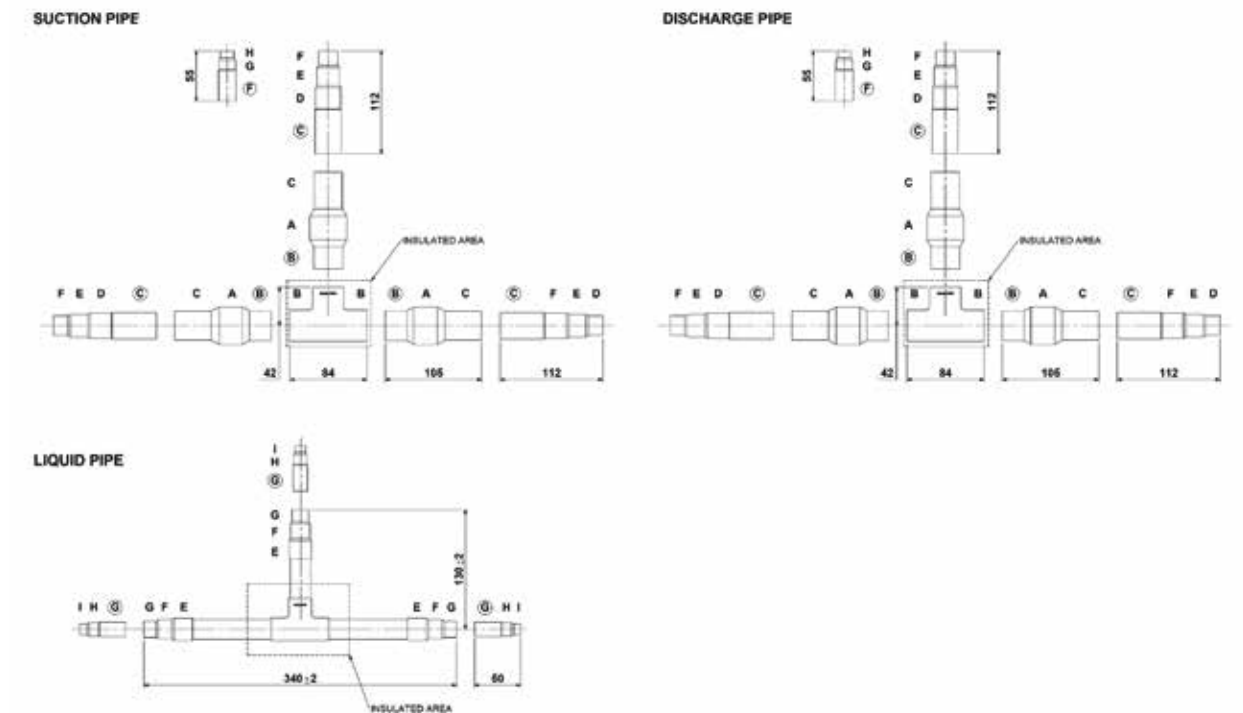 SUCTION PIPE
H
G
Ⓕ
55
F
E
D
Ⓒ
112
C
A
Ⓑ
INSULATED AREA
F E D Ⓒ C A Ⓑ B B Ⓑ A C Ⓒ F E D
42 84 105 112
DISCHARGE PIPE
H
G
Ⓕ
55
F
E
D
Ⓒ
112
C
A
Ⓑ
INSULATED AREA
F E D Ⓒ C A Ⓑ B B Ⓑ A C Ⓒ F E D
42 84 105 112
LIQUID PIPE
I
H
Ⓖ
G
F
E
130±2
I H Ⓖ G F E E F G Ⓖ H I
340±2 60
INSULATED AREA